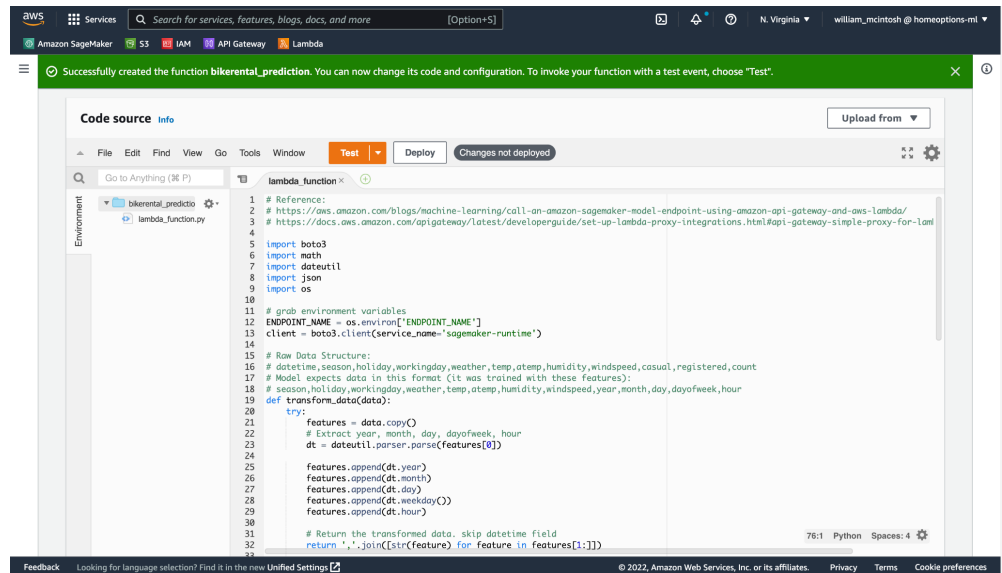 aws
Services
Search for services, features, blogs, docs, and more
[Option+S]
N. Virginia
william_mcintosh @ homeoptions-ml
Amazon SageMaker
S3
IAM
API Gateway
Lambda
Successfully created the function bikerental_prediction. You can now change its code and configuration. To invoke your function with a test event, choose "Test".
Code source Info
Upload from
File Edit Find View Go Tools Window
Test
Deploy
Changes not deployed
Go to Anything (⌘ P)
lambda_function
Environment
bikerental_predictio
lambda_function.py
1 # Reference:
2 # https://aws.amazon.com/blogs/machine-learning/call-an-amazon-sagemaker-model-endpoint-using-amazon-api-gateway-and-aws-lambda/
3 # https://docs.aws.amazon.com/apigateway/latest/developerguide/set-up-lambda-proxy-integrations.html#api-gateway-simple-proxy-for-lam
4
5 import boto3
6 import math
7 import dateutil
8 import json
9 import os
10
11 # grab environment variables
12 ENDPOINT_NAME = os.environ['ENDPOINT_NAME']
13 client = boto3.client(service_name='sagemaker-runtime')
14
15 # Raw Data Structure:
16 # datetime,season,holiday,workingday,weather,temp,atemp,humidity,windspeed,casual,registered,count
17 # Model expects data in this format (it was trained with these features):
18 # season,holiday,workingday,weather,temp,atemp,humidity,windspeed,year,month,day,dayofweek,hour
19 def transform_data(data):
20     try:
21         features = data.copy()
22         # Extract year, month, day, dayofweek, hour
23         dt = dateutil.parser.parse(features[0])
24
25         features.append(dt.year)
26         features.append(dt.month)
27         features.append(dt.day)
28         features.append(dt.weekday())
29         features.append(dt.hour)
30
31         # Return the transformed data. skip datetime field
32         return ','.join([str(feature) for feature in features[1:]])
33
76:1 Python Spaces: 4
Feedback
Looking for language selection? Find it in the new Unified Settings
© 2022, Amazon Web Services, Inc. or its affiliates.
Privacy
Terms
Cookie preferences